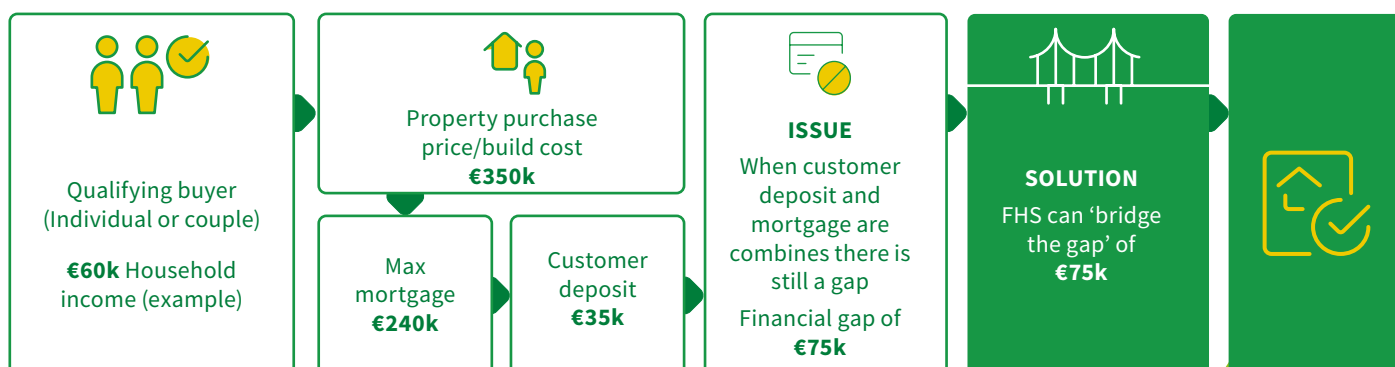 Qualifying buyer
(Individual or couple)
€60k Household
income (example)
Property purchase
price/build cost
€350k
Max
mortgage
€240k
Customer
deposit
€35k
ISSUE
When customer
deposit and
mortgage are
combines there is
still a gap
Financial gap of
€75k
SOLUTION
FHS can ‘bridge
the gap’ of
€75k